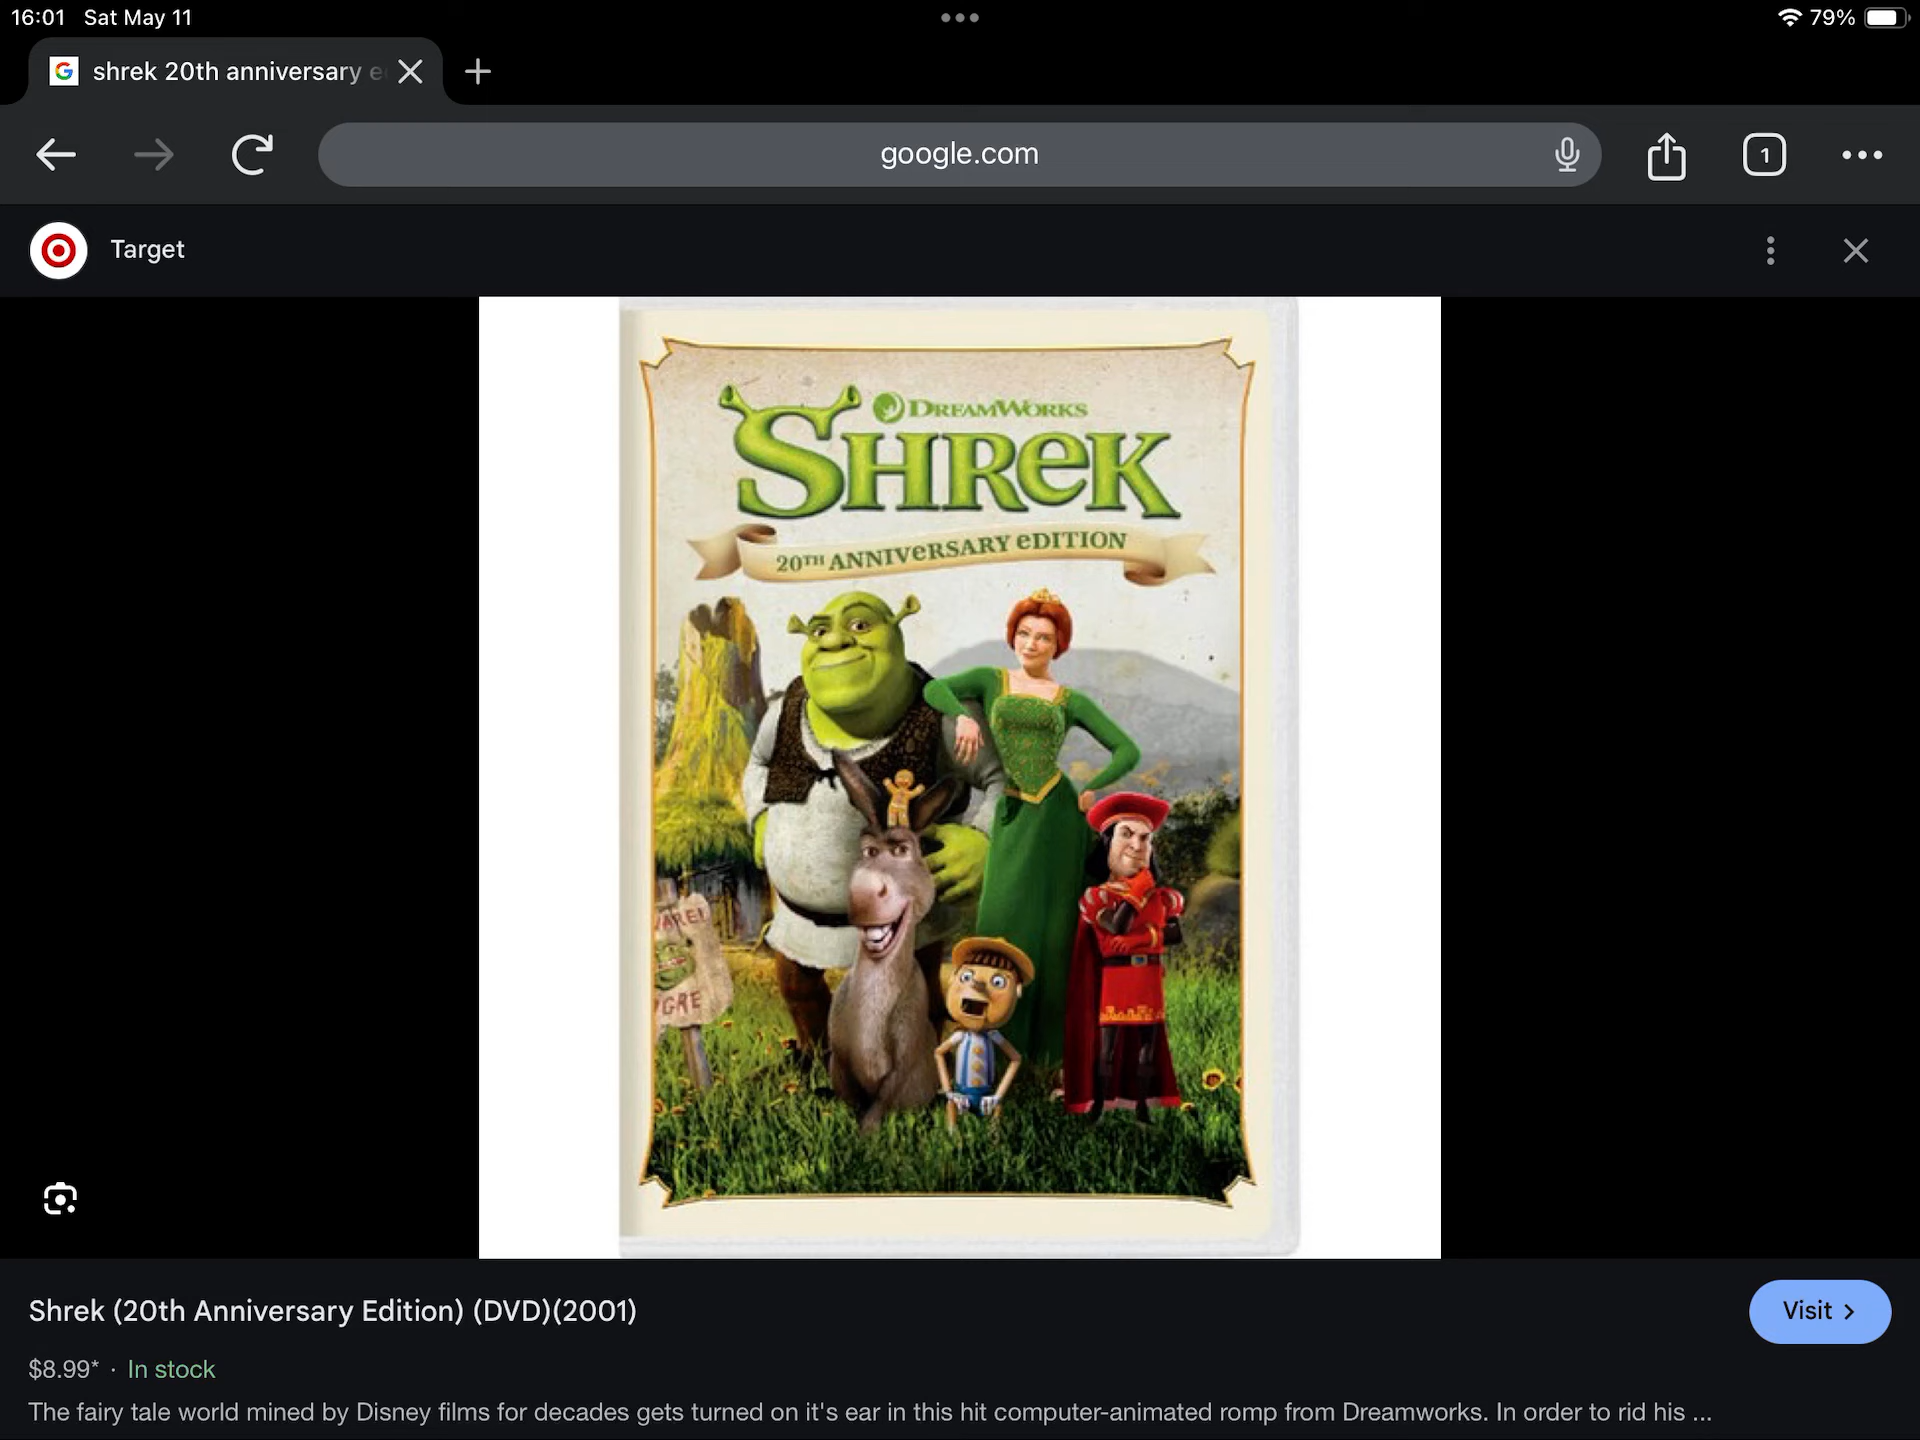 16:01 Sat May 11
79%
shrek 20th anniversary e
google.com
1
Target
DREAMWORKS
SHReK
20TH ANNIVeRSARY eDITION
ARE!
GRE
Shrek (20th Anniversary Edition) (DVD)(2001)
Visit
$8.99* · In stock
The fairy tale world mined by Disney films for decades gets turned on it's ear in this hit computer-animated romp from Dreamworks. In order to rid his ...